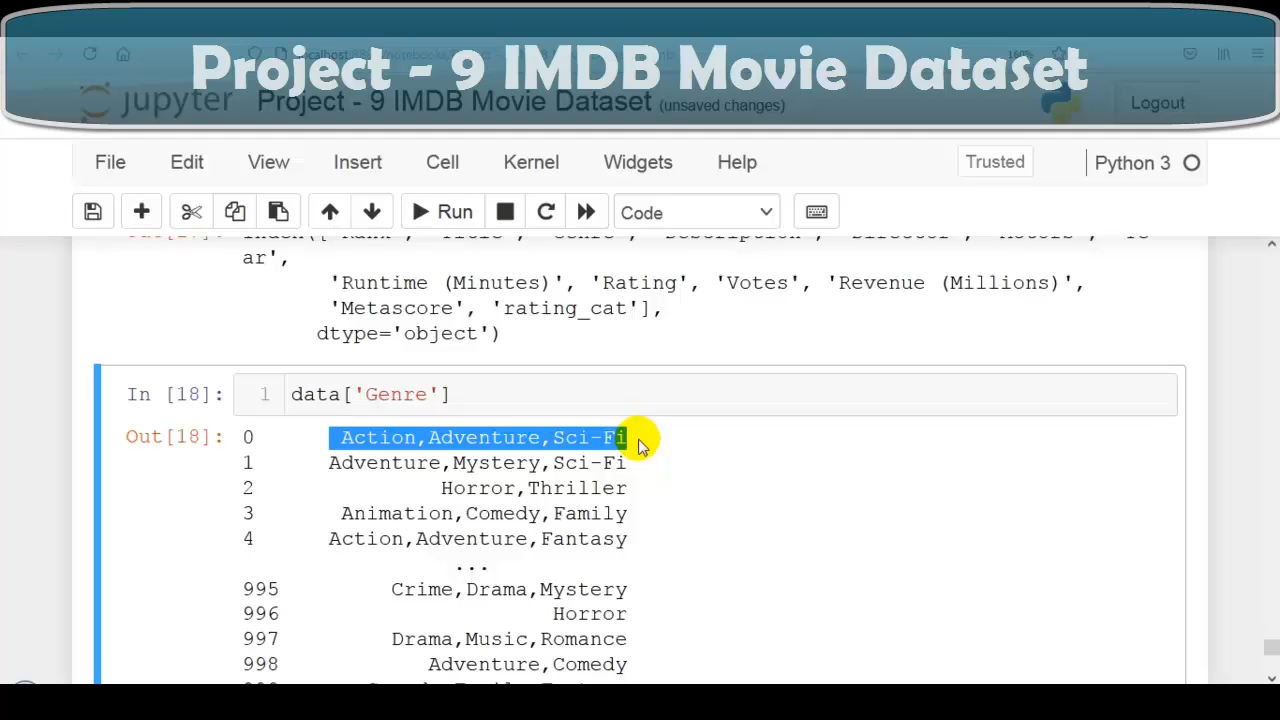 Project - 9 IMDB Movie Dataset
jupyter Project - 9 IMDB Movie Dataset (unsaved changes) Logout
File Edit View Insert Cell Kernel Widgets Help Trusted Python 3
Run Code
ar',
'Runtime (Minutes)', 'Rating', 'Votes', 'Revenue (Millions)',
'Metascore', 'rating_cat'],
dtype='object')
In [18]: 1 data['Genre']
Out[18]: 0 Action,Adventure,Sci-Fi
1 Adventure,Mystery,Sci-Fi
2 Horror,Thriller
3 Animation,Comedy,Family
4 Action,Adventure,Fantasy
...
995 Crime,Drama,Mystery
996 Horror
997 Drama,Music,Romance
998 Adventure,Comedy